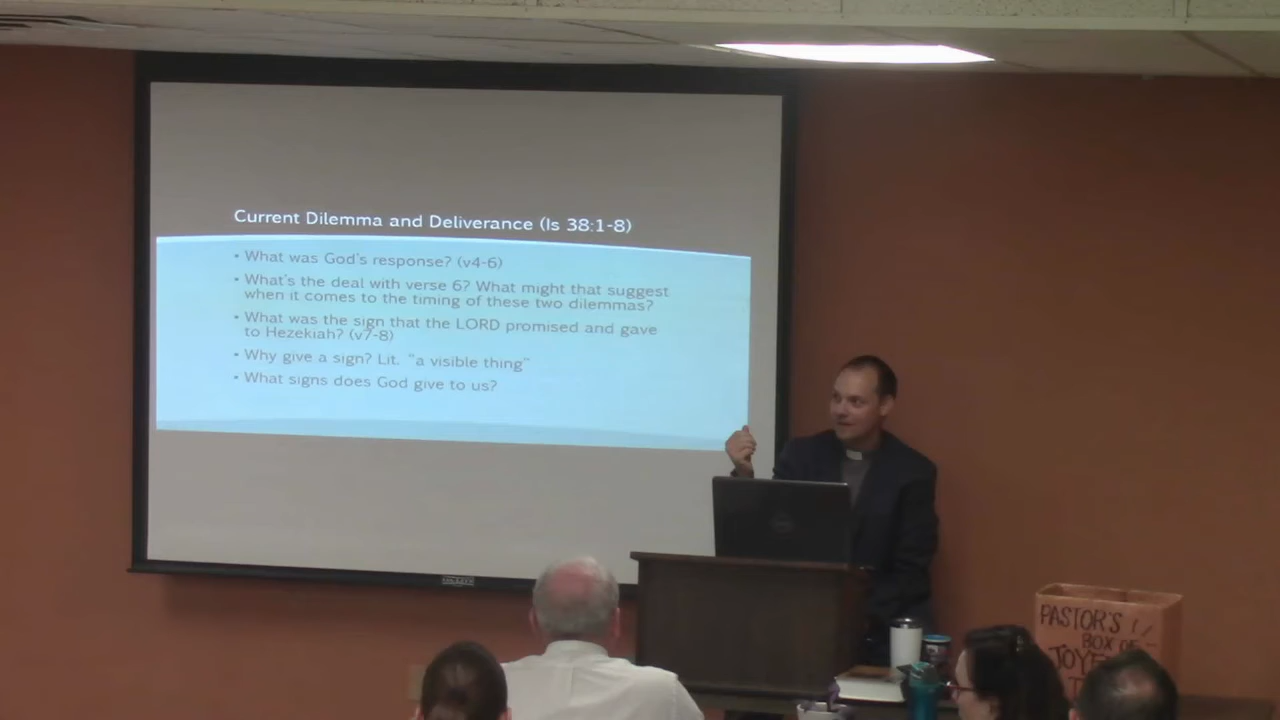 Current Dilemma and Deliverance (Is 38:1-8)
• What was God's response? (v4-6)
• What's the deal with verse 6? What might that suggest
when it comes to the timing of these two dilemmas?
• What was the sign that the LORD promised and gave
to Hezekiah? (v7-8)
• Why give a sign? Lit. "a visible thing"
• What signs does God give to us?
PASTOR'S
BOX OF